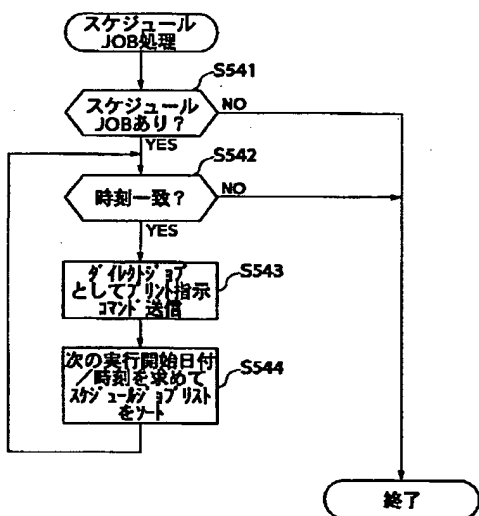 スケジュール
JOB処理
S541
スケジュール
JOBあり？
NO
YES
S542
時刻一致？
NO
YES
S543
ﾀﾞｲﾚｸﾄｼﾞｮﾌﾞ
としてﾌﾟﾘﾝﾄ指示
ｺﾏﾝﾄﾞ送信
S544
次の実行開始日付
／時刻を求めて
ｽｹｼﾞｭｰﾙｼﾞｮﾌﾞﾘｽﾄ
をｿｰﾄ
終了